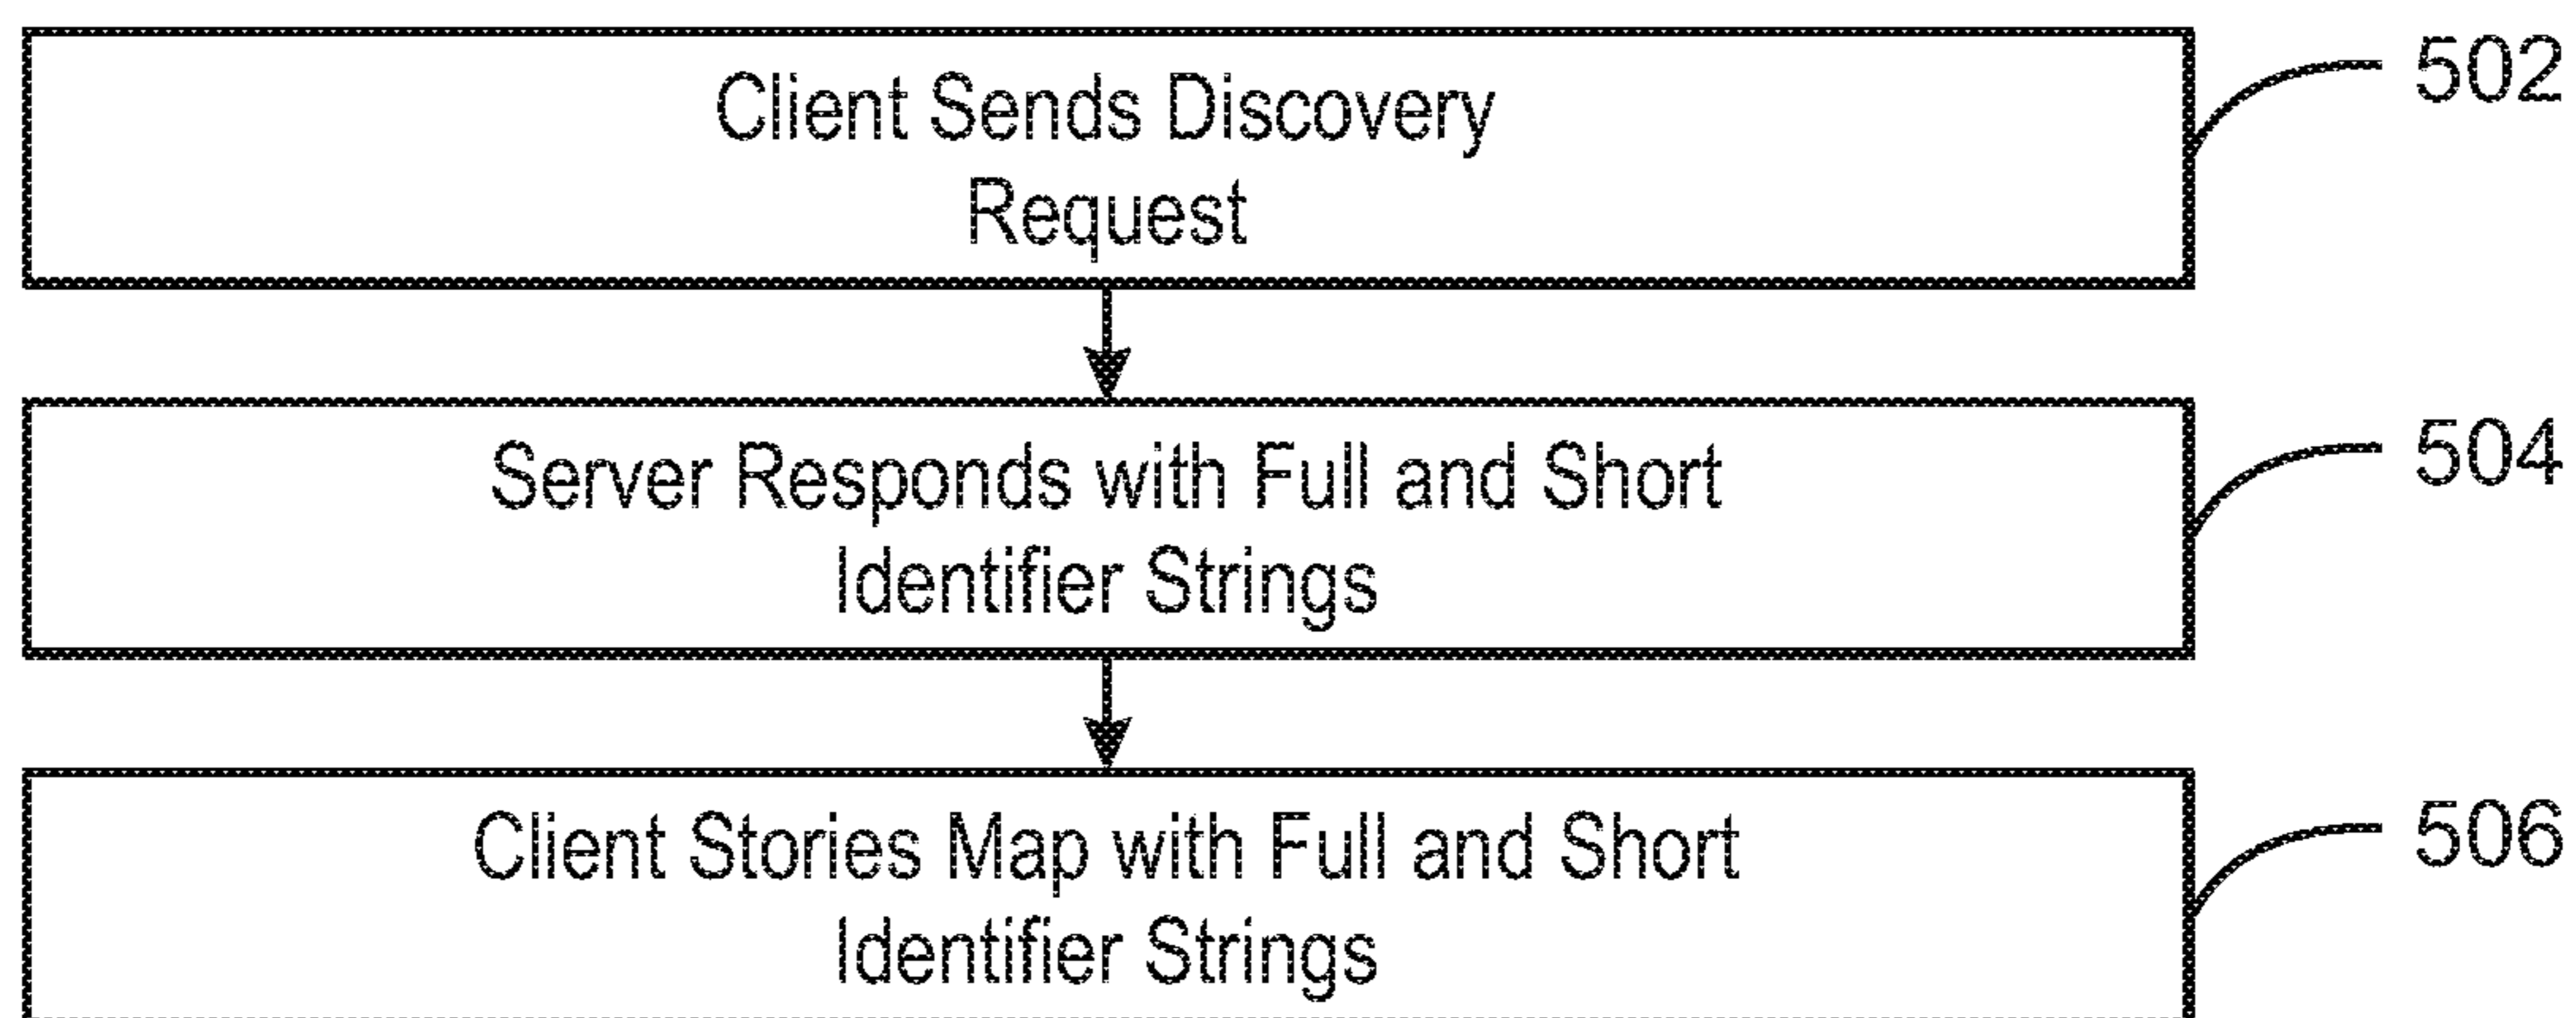 Client Sends Discovery
Request
502
Server Responds with Full and Short
Identifier Strings
504
Client Stories Map with Full and Short
Identifier Strings
506